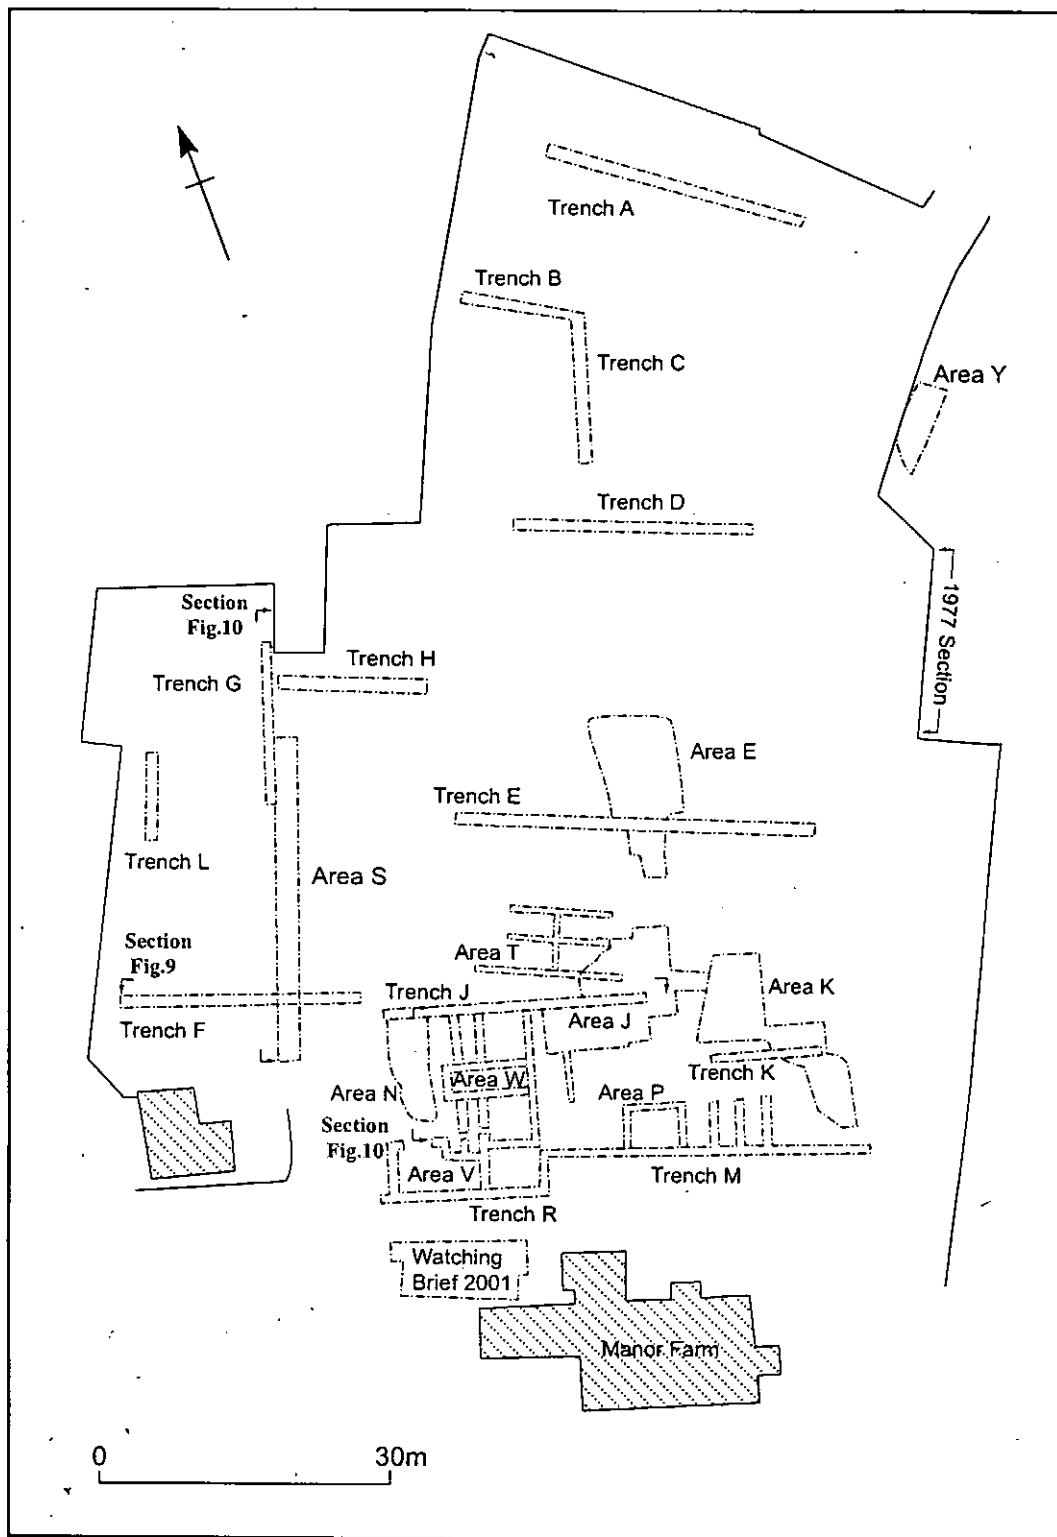 Trench A
Trench B
Trench C
Area Y
Trench D
1977 Section
Section
Fig.10
Trench H
Trench G
Area E
Trench E
Trench L
Area S
Section
Fig.9
Area T
Trench J
Area K
Trench F
Area J
Trench K
Area W
Area N
Area P
Section
Fig.10
Area V
Trench M
Trench R
Watching
Brief 2001
Manor Farm
0
30m